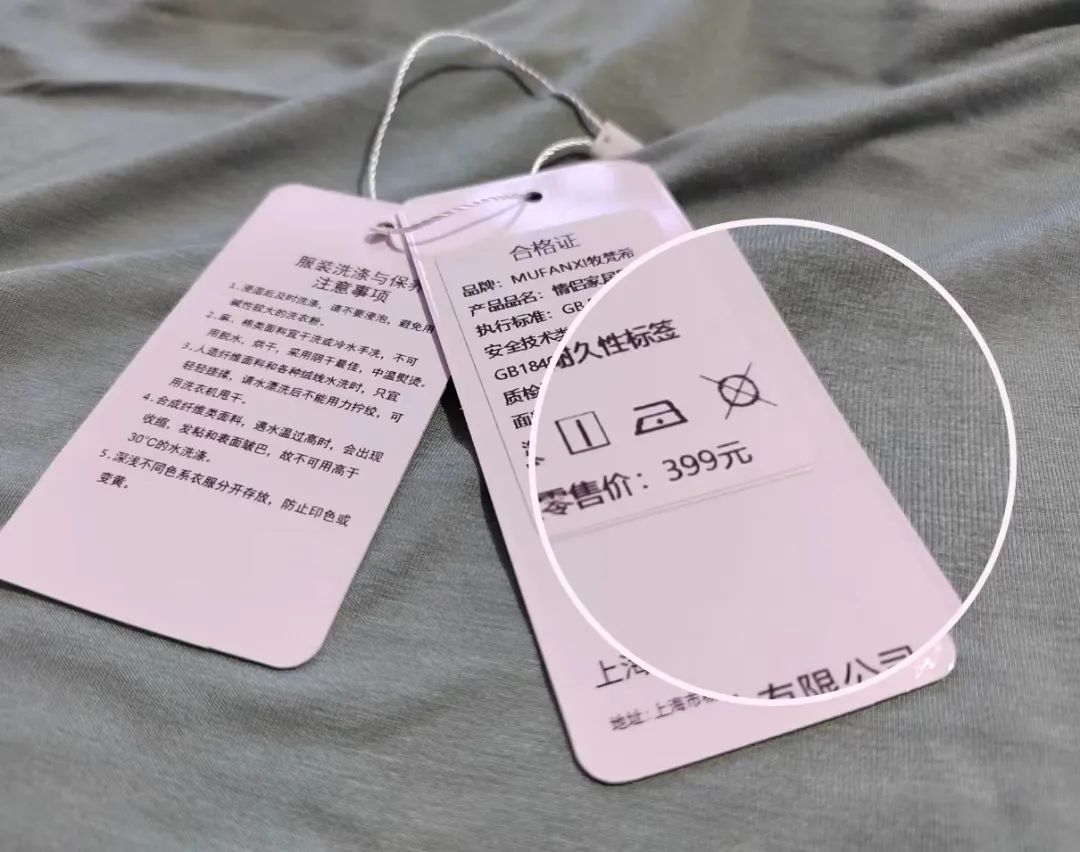 服装洗涤与保养
注意事项
1.浸湿后及时洗涤，请不要浸泡，避免用
碱性较大的洗衣粉。
2.麻、棉类面料宜干洗或冷水手洗，不可
用脱水、烘干，采用阴干最佳，中温熨烫。
3.人造纤维面料和各种绒线水洗时，只宜
轻轻搓揉，请水漂洗后不能用力拧绞，可
用洗衣机甩干。
4.合成纤维类面料，遇水温过高时，会出现
收缩，发粘和表面皱巴，故不可用高于
30℃的水洗涤。
5.深浅不同色系衣服分开存放，防止印色或
变黄。
合格证
品牌：MUFANXI牧梵希
产品品名：情侣家居
执行标准：GB
安全技术类
GB184
质检
面
耐久性标签
零售价：399元
上海
有限公司
地址：上海市